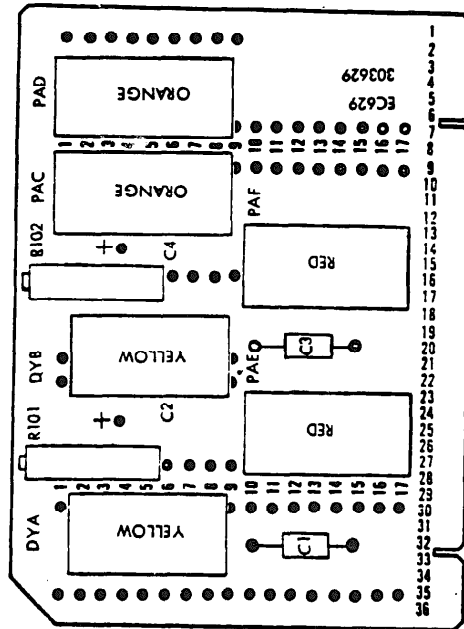 PAD
ORANGE
303629
EC629
1 2 3 4 5 6 7 8 9 10 11 12 13 14 15 16 17
PAC
ORANGE
R102
+
C4
PAF
RED
DYB
YELLOW
PAE
C3
R101
+
C2
RED
1 2 3 4 5 6 7 8 9 10 11 12 13 14 15 16 17
DYA
YELLOW
C1
1
2
3
4
5
6
7
8
9
10
11
12
13
14
15
16
17
18
19
20
21
22
23
24
25
26
27
28
29
30
31
32
33
34
35
36